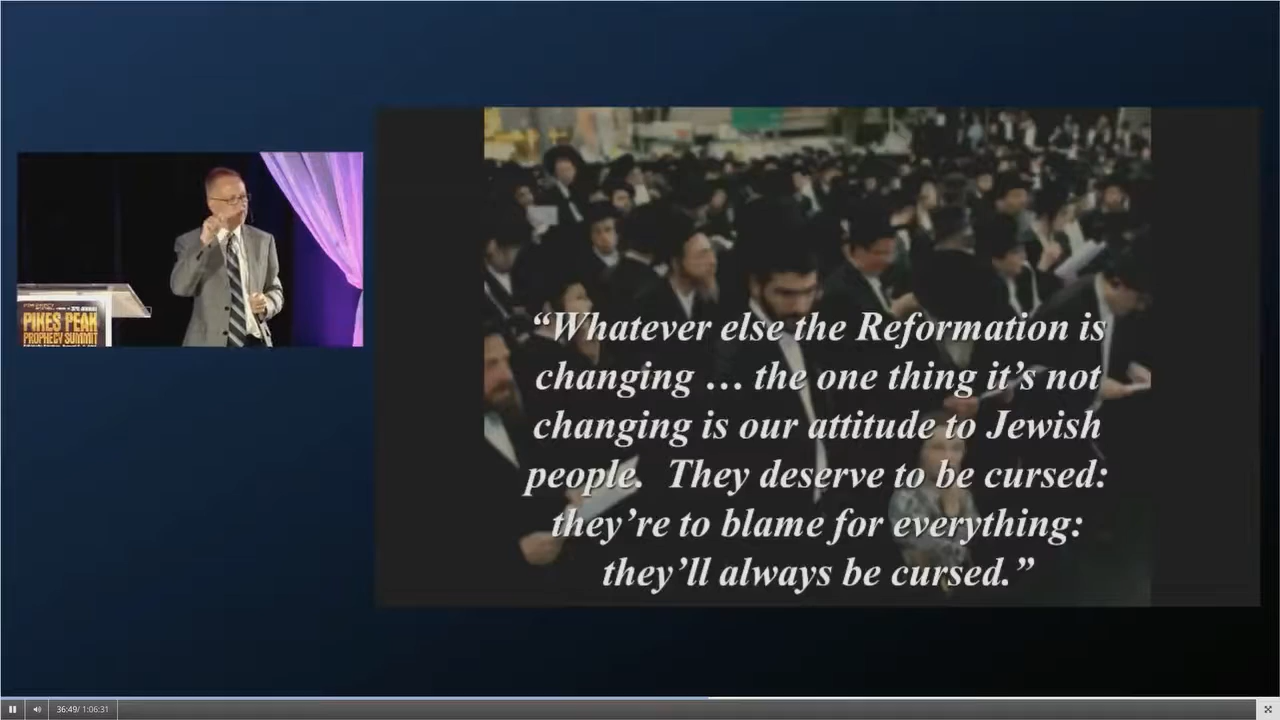 PIKES PEAK
PROPHECY SUMMIT
“Whatever else the Reformation is
changing … the one thing it’s not
changing is our attitude to Jewish
people.  They deserve to be cursed:
they’re to blame for everything:
they’ll always be cursed.”
36:49/ 1:06:31